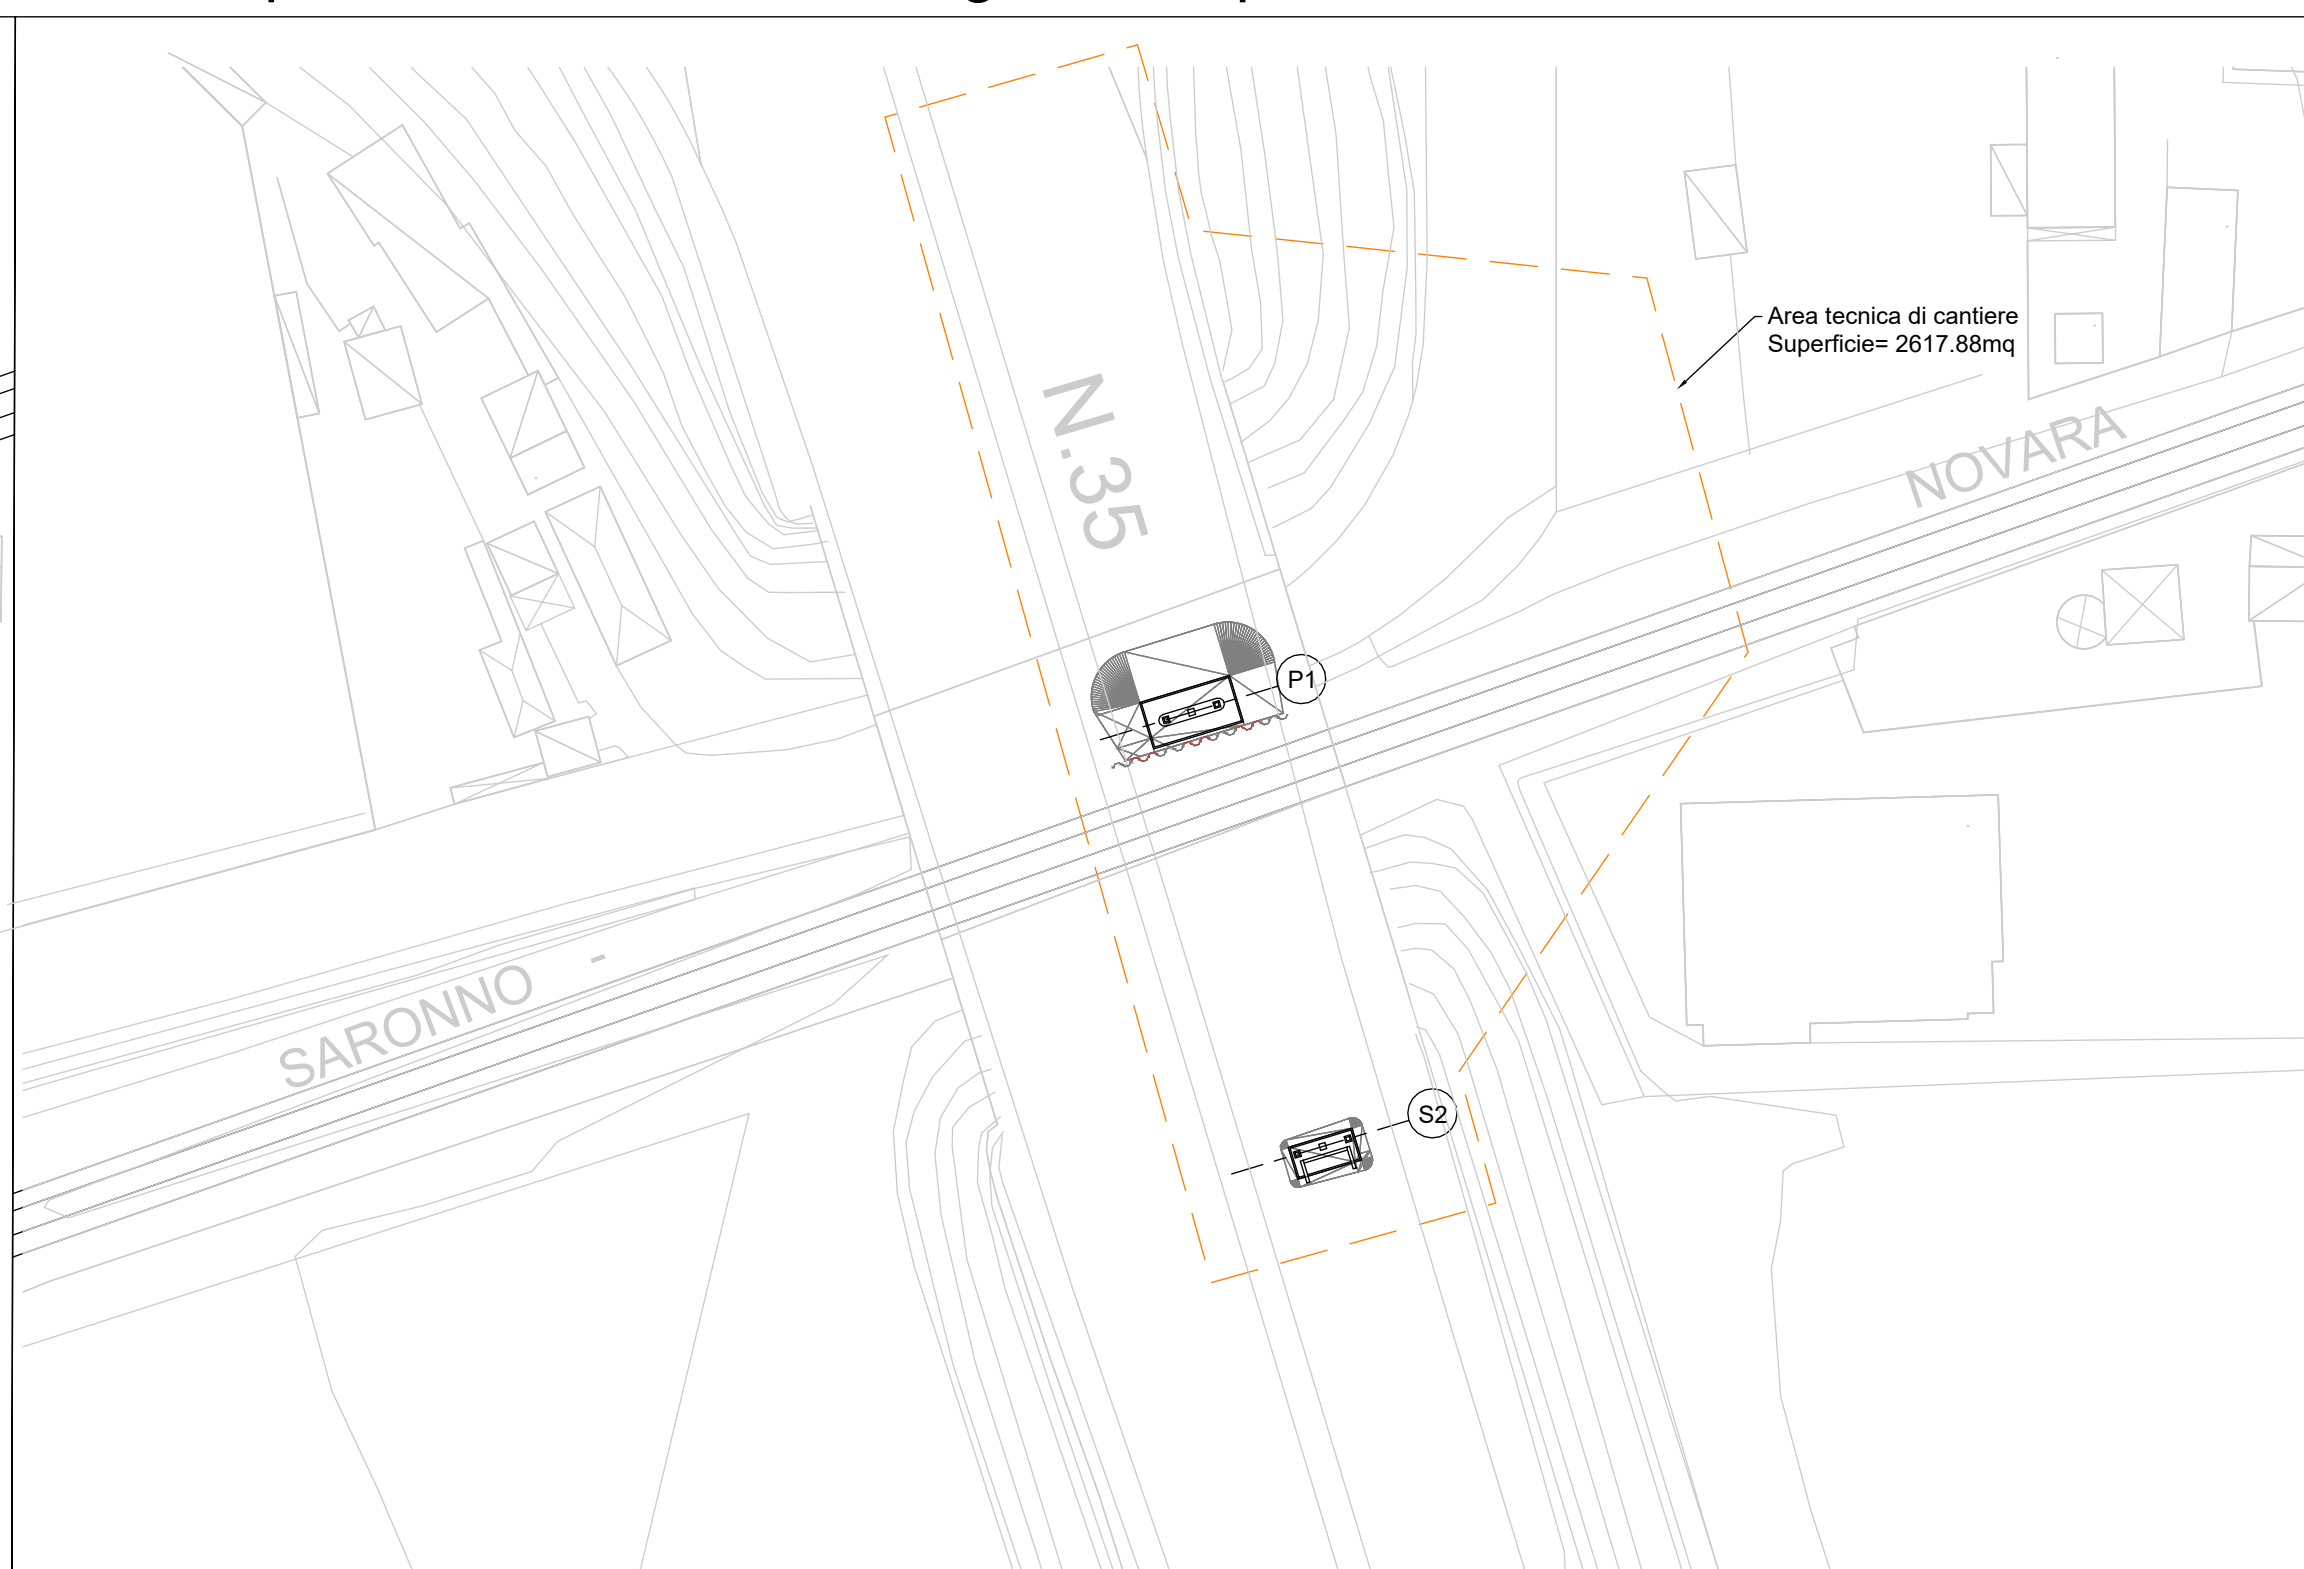 Area tecnica di cantiere
Superficie= 2617.88mq
N.35
NOVARA
P1
SARONNO -
S2